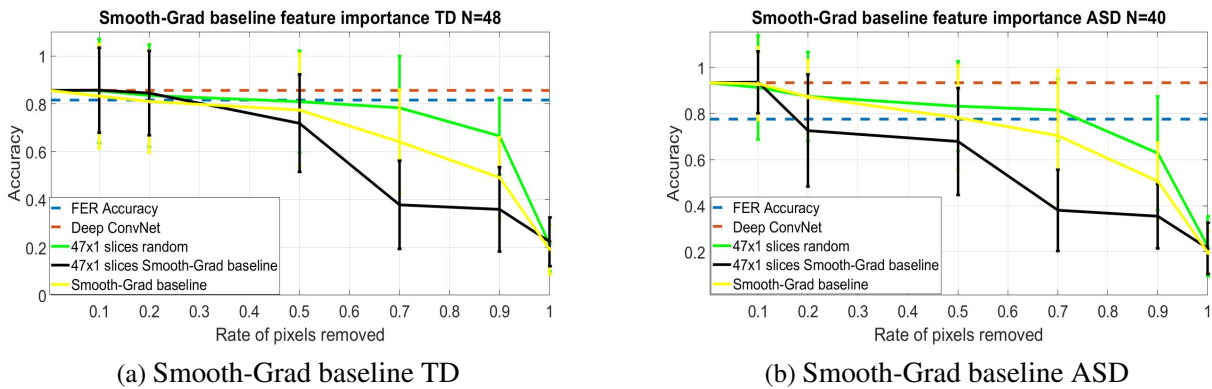 Smooth-Grad baseline feature importance TD N=48
1
0.8
0.6
0.4
0.2
0
Accuracy
FER Accuracy
Deep ConvNet
47x1 slices random
47x1 slices Smooth-Grad baseline
Smooth-Grad baseline
0.1 0.2 0.3 0.4 0.5 0.6 0.7 0.8 0.9 1
Rate of pixels removed
(a) Smooth-Grad baseline TD
Smooth-Grad baseline feature importance ASD N=40
1
0.8
0.6
0.4
0.2
Accuracy
FER Accuracy
Deep ConvNet
47x1 slices random
47x1 slices Smooth-Grad baseline
Smooth-Grad baseline
0.1 0.2 0.3 0.4 0.5 0.6 0.7 0.8 0.9 1
Rate of pixels removed
(b) Smooth-Grad baseline ASD